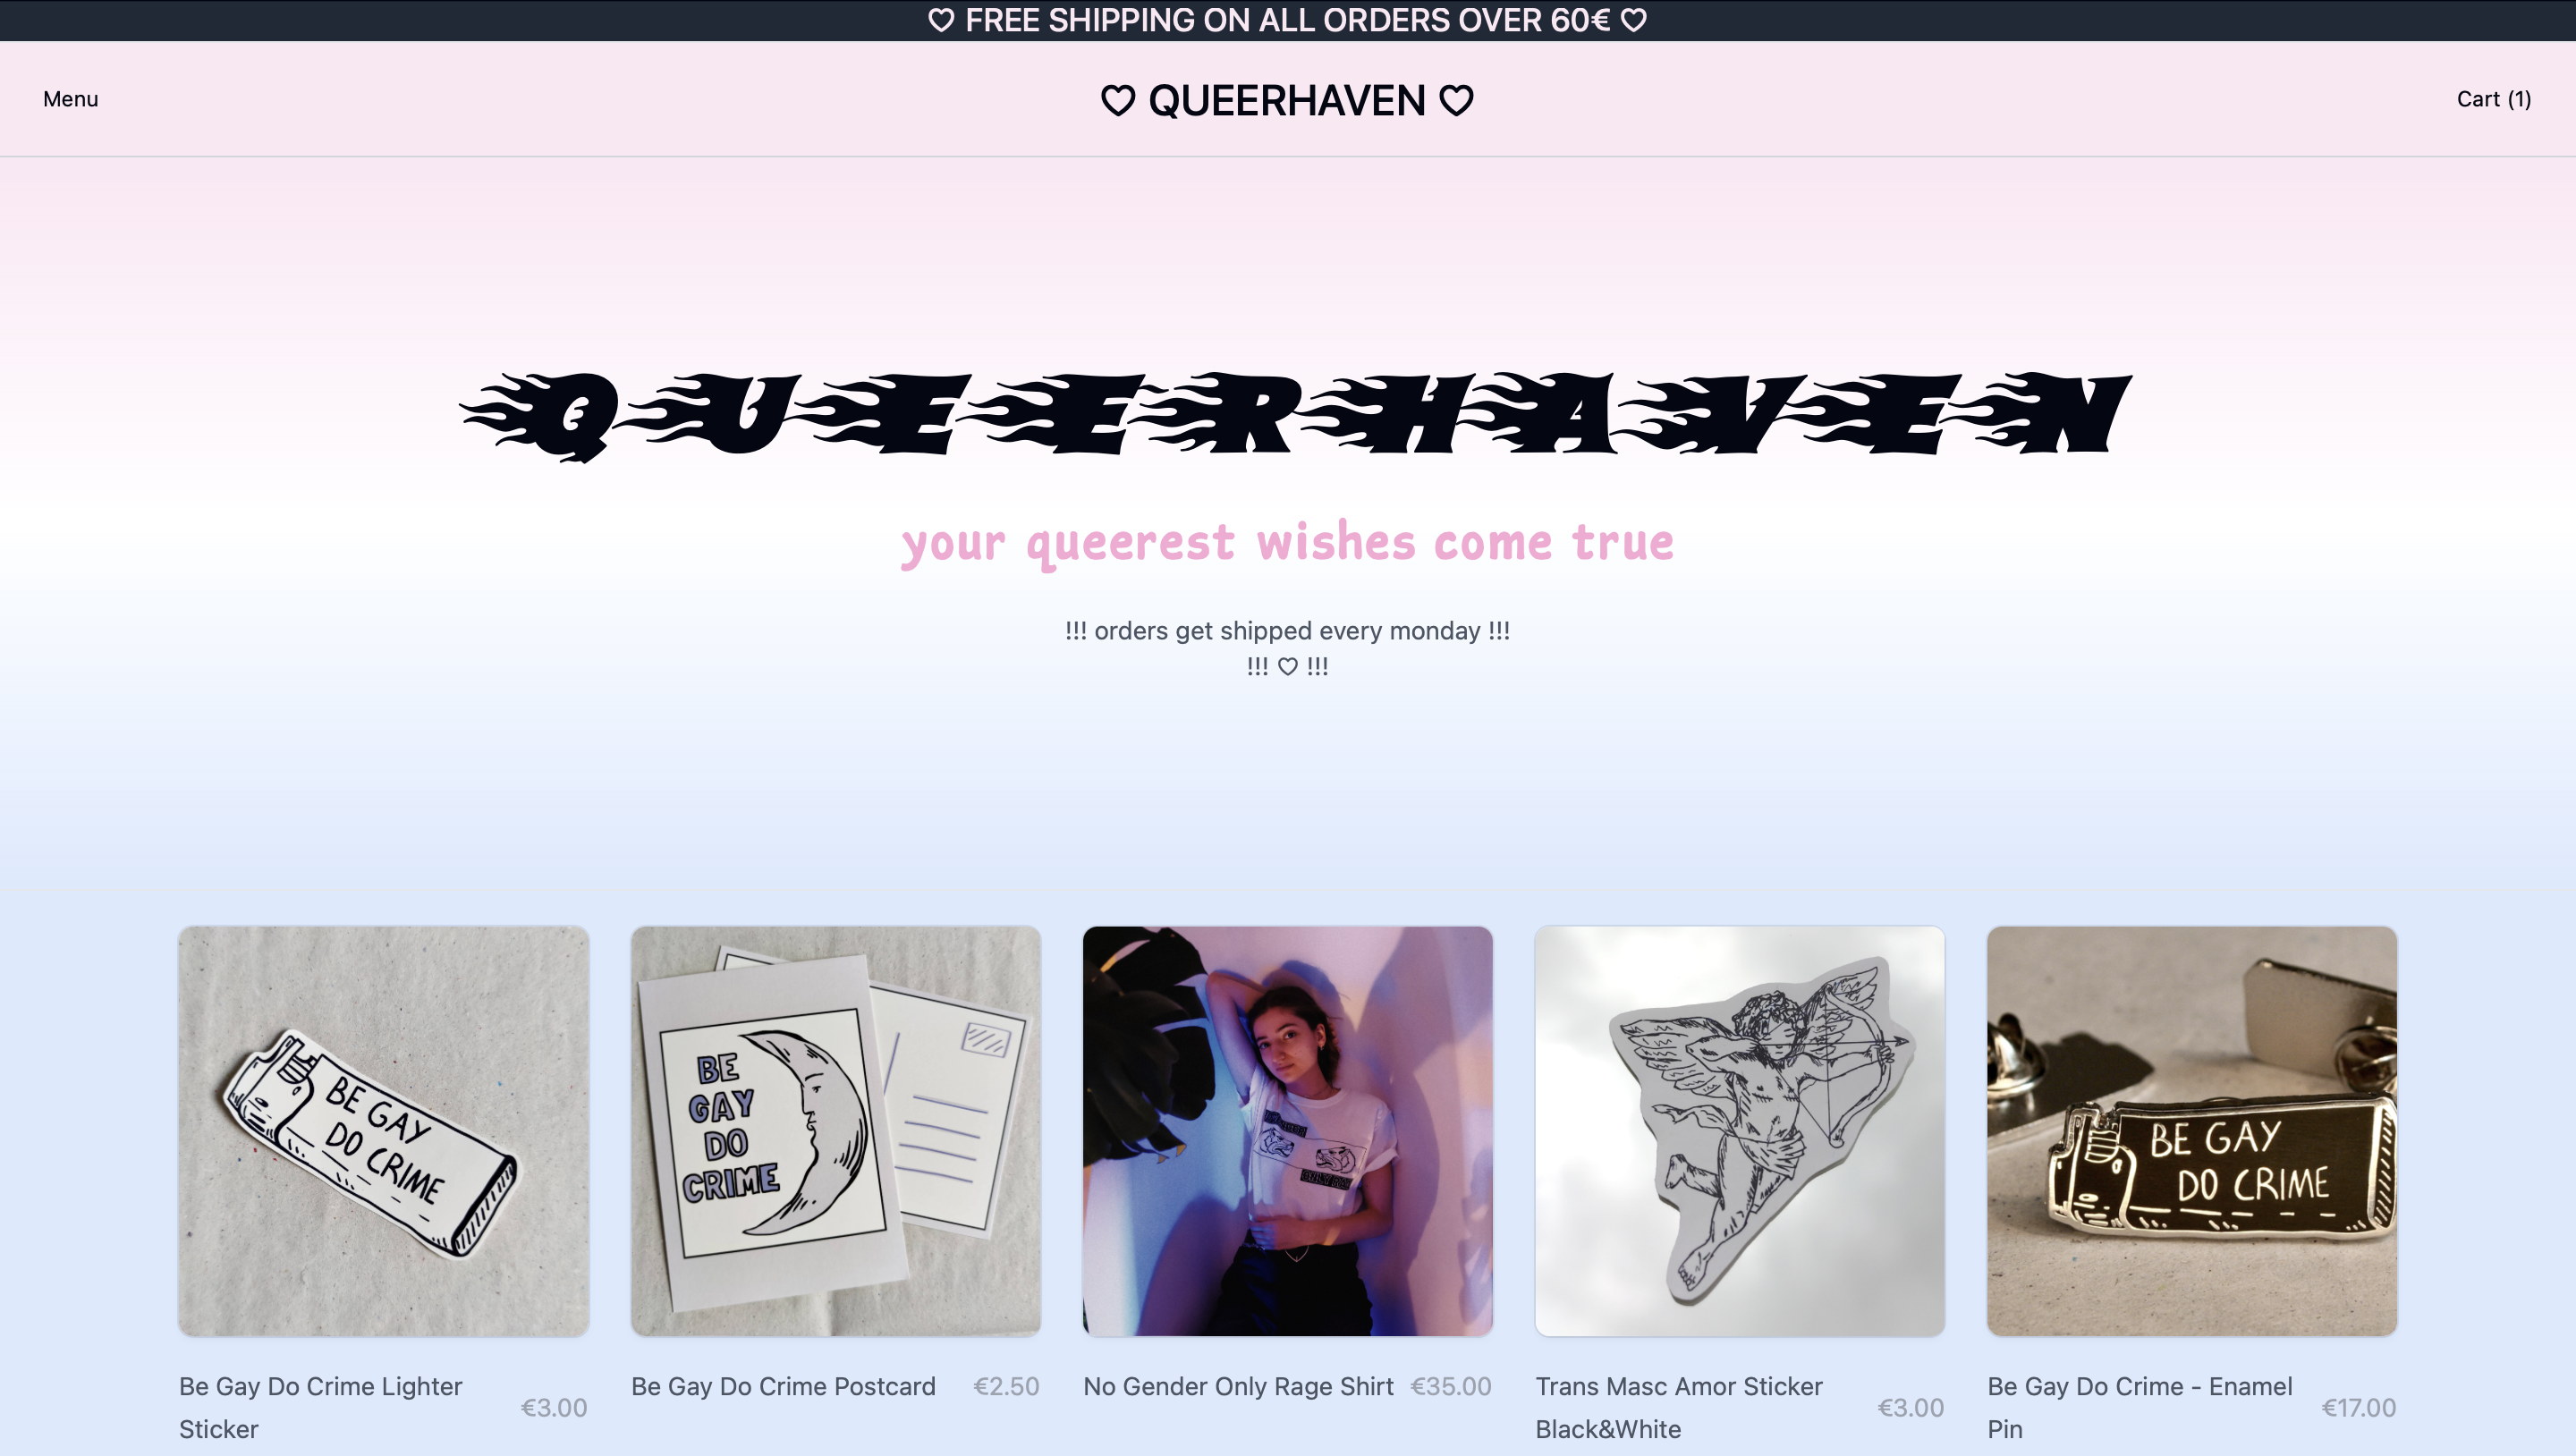 ♡ FREE SHIPPING ON ALL ORDERS OVER 60€ ♡
Menu
♡ QUEERHAVEN ♡
Cart (1)
QUEERHAVEN
your queerest wishes come true
!!! orders get shipped every monday !!!
!!! ♡ !!!
BE GAY
DO CRIME
BE
GAY
DO
CRIME
BE GAY
DO CRIME
Be Gay Do Crime Lighter
Sticker
€3.00
Be Gay Do Crime Postcard
€2.50
No Gender Only Rage Shirt
€35.00
Trans Masc Amor Sticker
Black&White
€3.00
Be Gay Do Crime - Enamel
Pin
€17.00